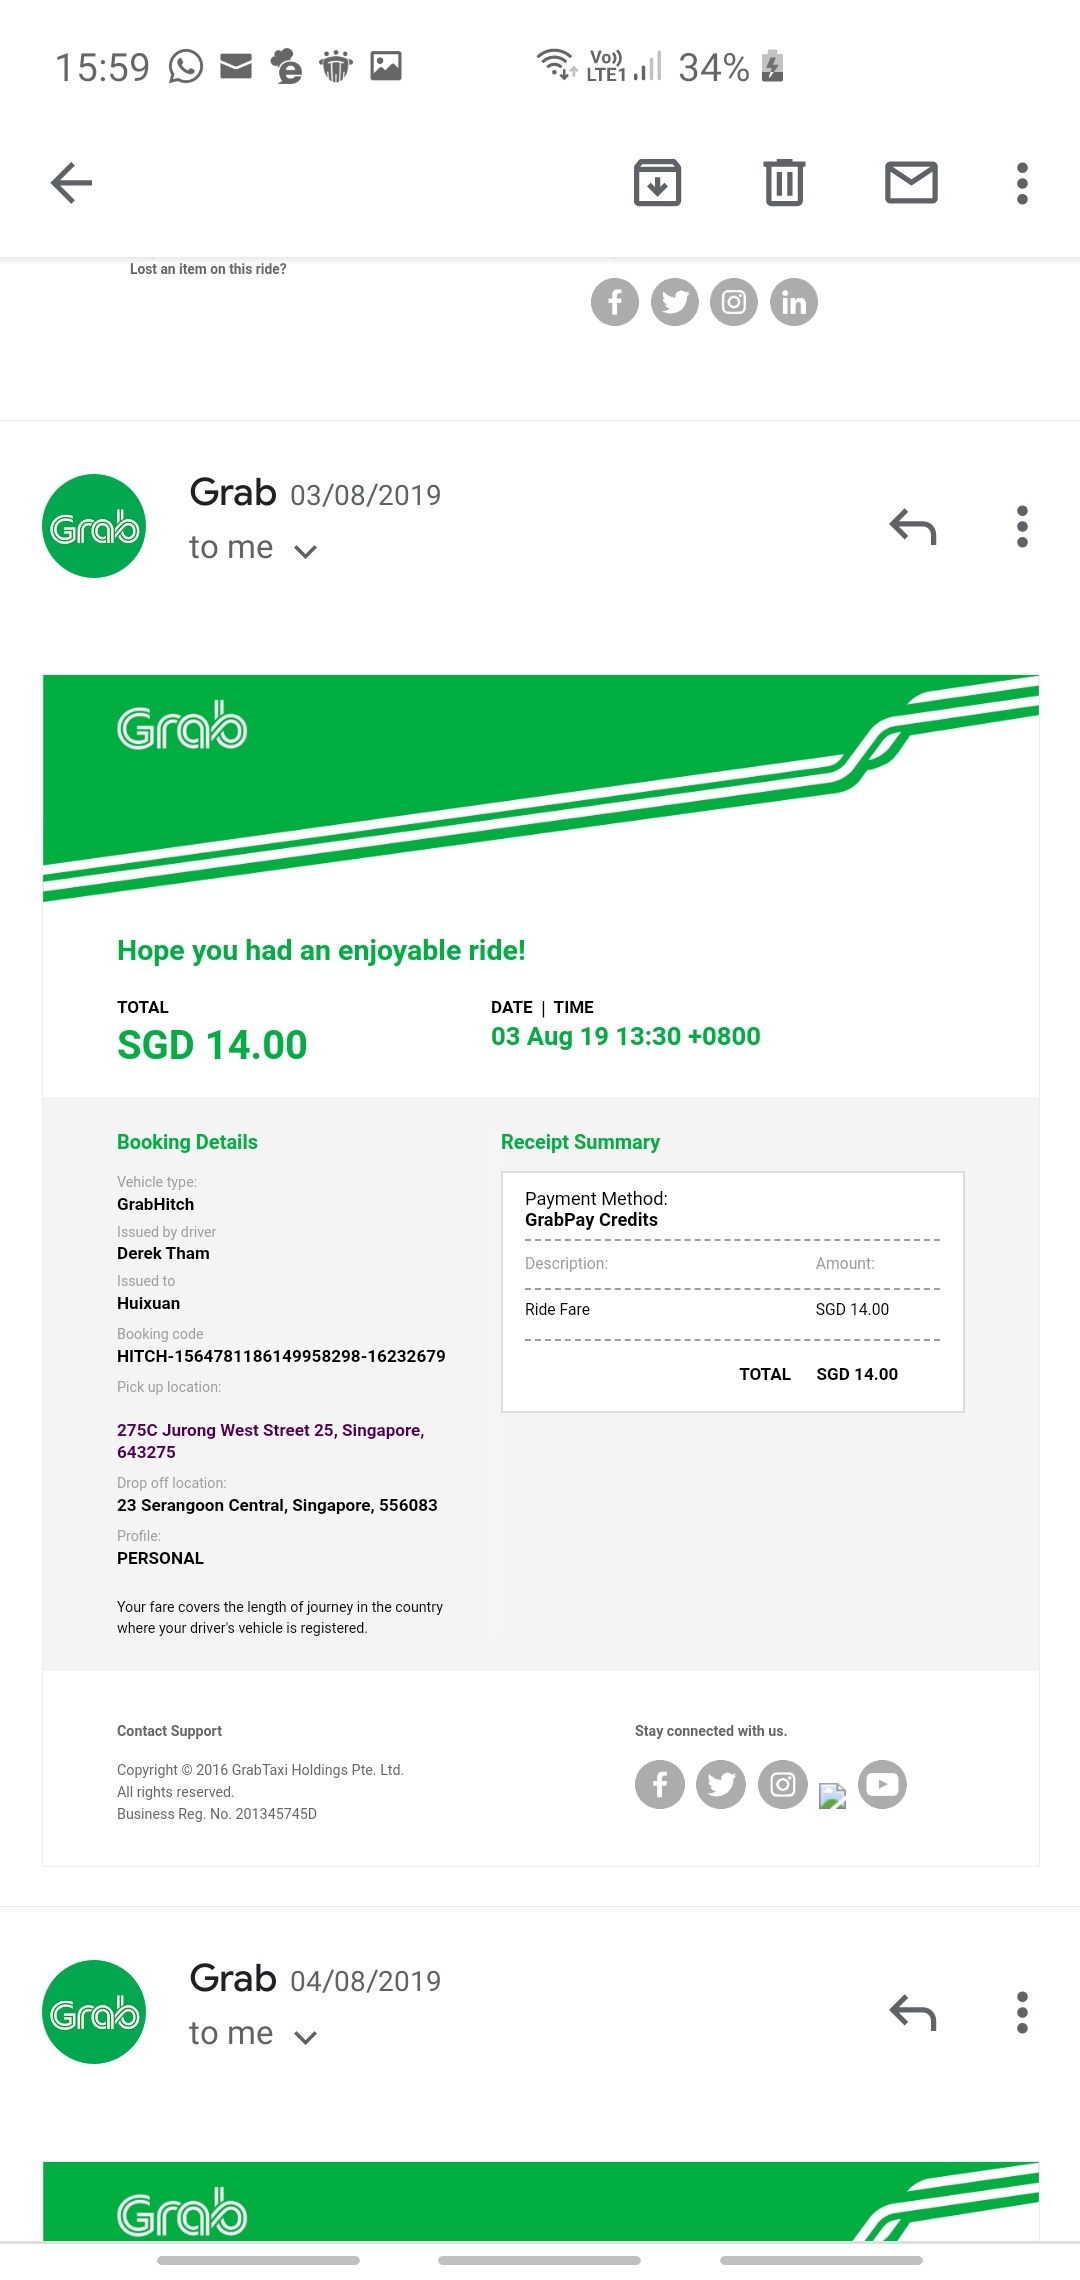 15:59
Vo))
LTE1
34%
Lost an item on this ride?
Grab
Grab 03/08/2019
to me
Grab
Hope you had an enjoyable ride!
TOTAL
SGD 14.00
DATE | TIME
03 Aug 19 13:30 +0800
Booking Details
Vehicle type:
GrabHitch
Issued by driver
Derek Tham
Issued to
Huixuan
Booking code
HITCH-1564781186149958298-16232679
Pick up location:
275C Jurong West Street 25, Singapore,
643275
Drop off location:
23 Serangoon Central, Singapore, 556083
Profile:
PERSONAL
Your fare covers the length of journey in the country
where your driver's vehicle is registered.
Receipt Summary
Payment Method:
GrabPay Credits
Description: Amount:
Ride Fare SGD 14.00
TOTAL SGD 14.00
Contact Support
Copyright © 2016 GrabTaxi Holdings Pte. Ltd.
All rights reserved.
Business Reg. No. 201345745D
Stay connected with us.
Grab
Grab 04/08/2019
to me
Grab